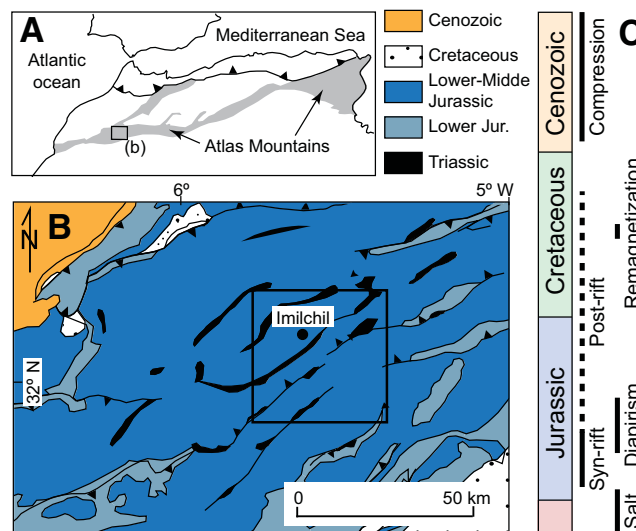 A
Mediterranean Sea
Atlantic
ocean
(b)
Atlas Mountains
Cenozoic
Cretaceous
Lower-Midde
Jurassic
Lower Jur.
Triassic
6º
5º W
B
N
Imilchil
32º N
0
50 km
C
Cenozoic
Cretaceous
Jurassic
Compression
Post-rift
Syn-rift
Remagnetization
Diapirism
Salt